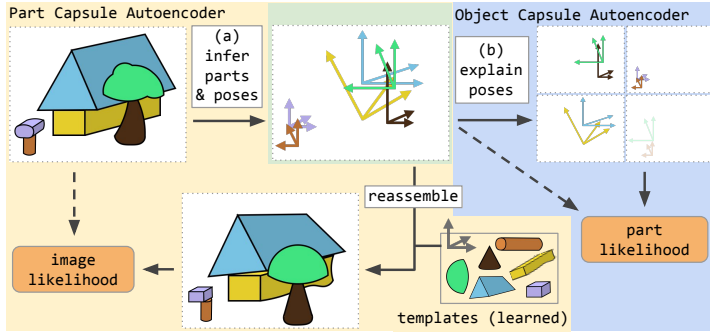 Part Capsule Autoencoder
Object Capsule Autoencoder
(a)
infer
parts
& poses
(b)
explain
poses
reassemble
image
likelihood
part
likelihood
templates (learned)